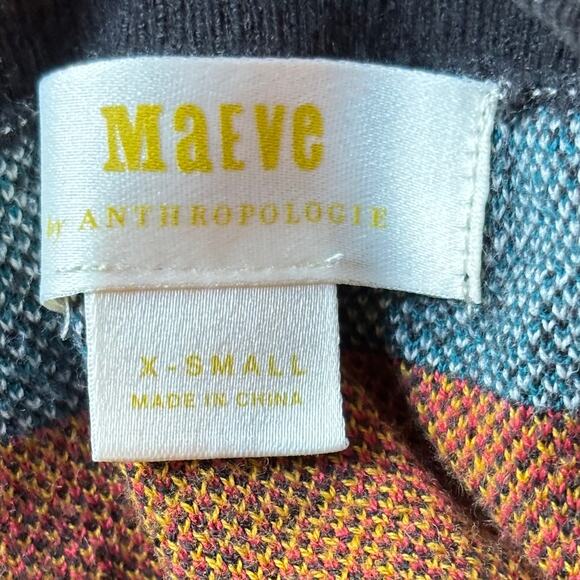 MaEVe
by ANTHROPOLOGIE
X-SMALL
MADE IN CHINA